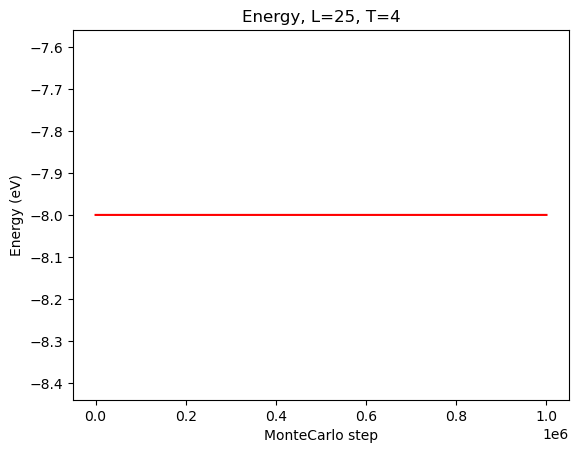 Energy, L=25, T=4
Energy (eV)
−7.6
−7.7
−7.8
−7.9
−8.0
−8.1
−8.2
−8.3
−8.4
0.0 0.2 0.4 0.6 0.8 1.0
1e6
MonteCarlo step